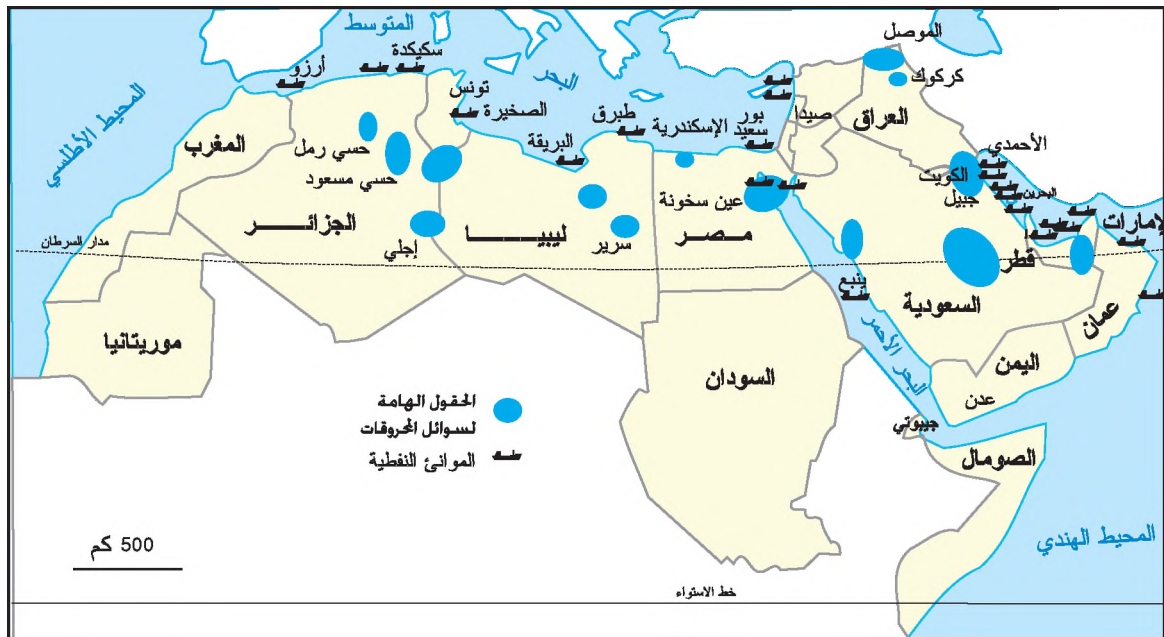 المتوسط
البحر
المحيط الأطلسي
سكيكدة
أرزو
تونس
الصخيرة
طبرق
البريقة
الإسكندرية
بور
سعيد
صيدا
الموصل
كركوك
العراق
الأحمدي
الكويت
جبيل
البحرين
المغرب
حسي رمل
حسي مسعود
الجزائر
إجلي
ليبيا
سرير
مصر
عين سخونة
مدار السرطان
ينبع
قطر
السعودية
لإمارات
عمان
اليمن
عدن
البحر الأحمر
موريتانيا
السودان
جيبوتي
الصومال
المحيط الهندي
الحقول الهامة
لسوائل المحروقات
الموانئ النفطية
500 كم
خط الاستواء